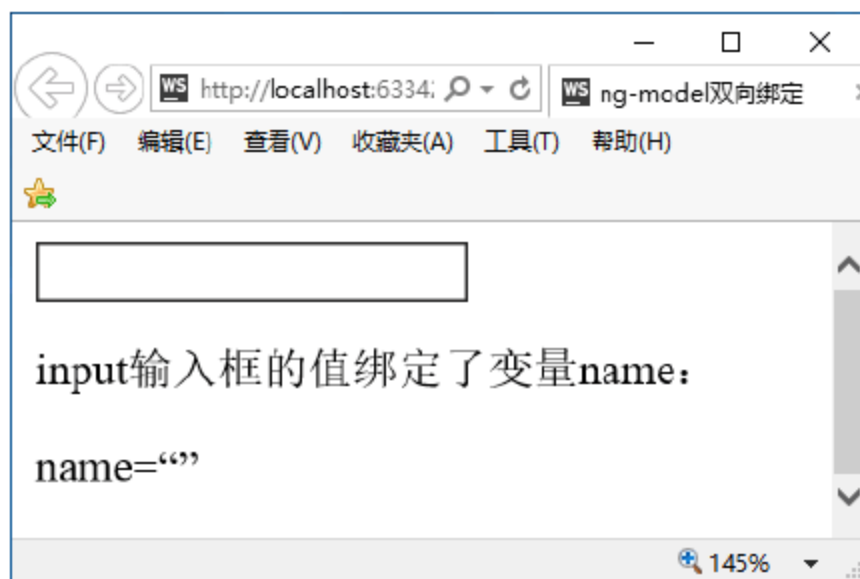 WS http://localhost:6334
WS ng-model双向绑定
文件(F) 编辑(E) 查看(V) 收藏夹(A) 工具(T) 帮助(H)
input输入框的值绑定了变量name：
name=“”
145%